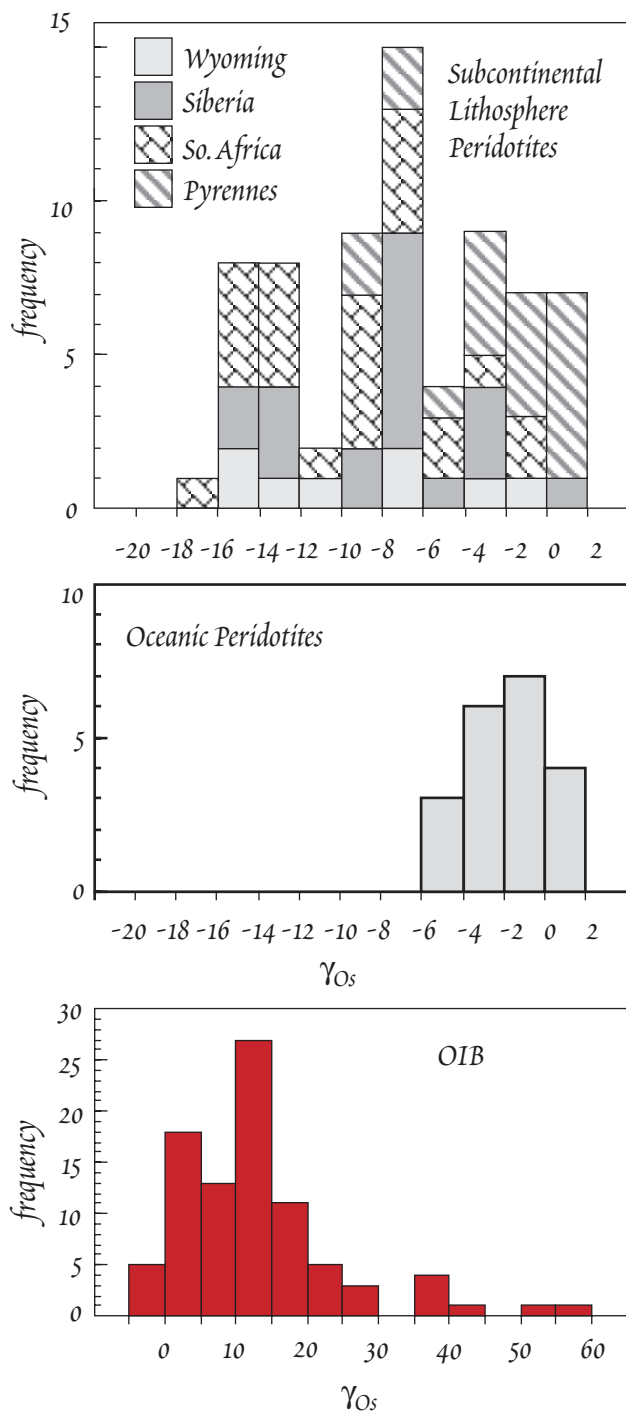 15
Wyoming
Siberia
So. Africa
Pyrennes
Subcontinental
Lithosphere
Peridotites
10
frequency
5
0
-20 -18 -16 -14 -12 -10 -8 -6 -4 -2 0 2
10
Oceanic Peridotites
frequency
5
0
-20 -18 -16 -14 -12 -10 -8 -6 -4 -2 0 2
γOs
30
OIB
25
20
frequency
15
10
5
0
0 10 20 30 40 50 60
γOs